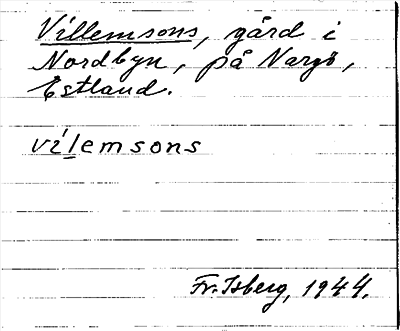 Villemsons, gård i
Nordbyn, på Nargö,
Estland.
vílemsons
Fr. Isberg, 1944.